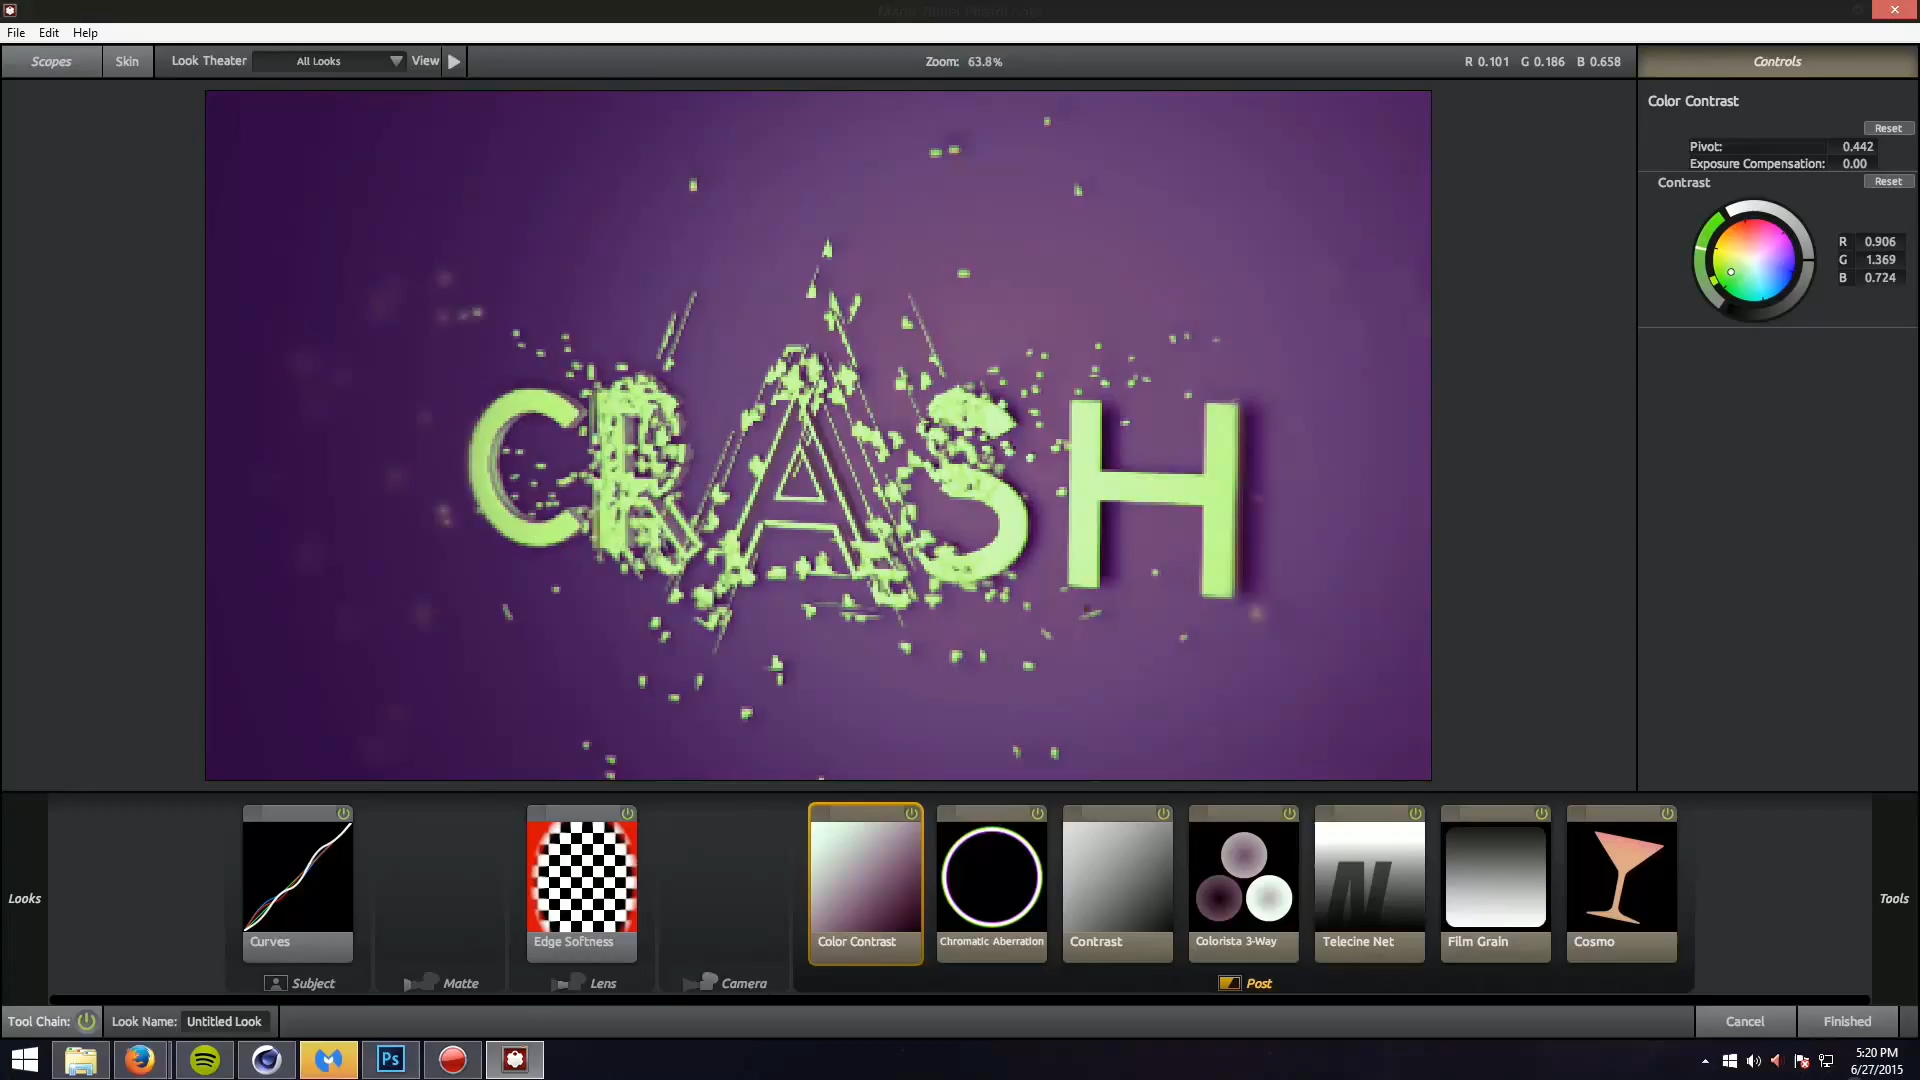 File Edit Help
Scopes Skin Look Theater All Looks View Zoom: 63.8% R 0.101 G 0.186 B 0.658 Controls
Color Contrast
Reset
Pivot: 0.442
Exposure Compensation: 0.00
Contrast Reset
R 0.906
G 1.369
B 0.724
CRASH
Looks
Curves Edge Softness Color Contrast Chromatic Aberration Contrast Colorista 3-Way Telecine Net Film Grain Cosmo
Tools
Subject Matte Lens Camera Post
Tool Chain: Look Name: Untitled Look Cancel Finished
Ps
5:20 PM
6/27/2015